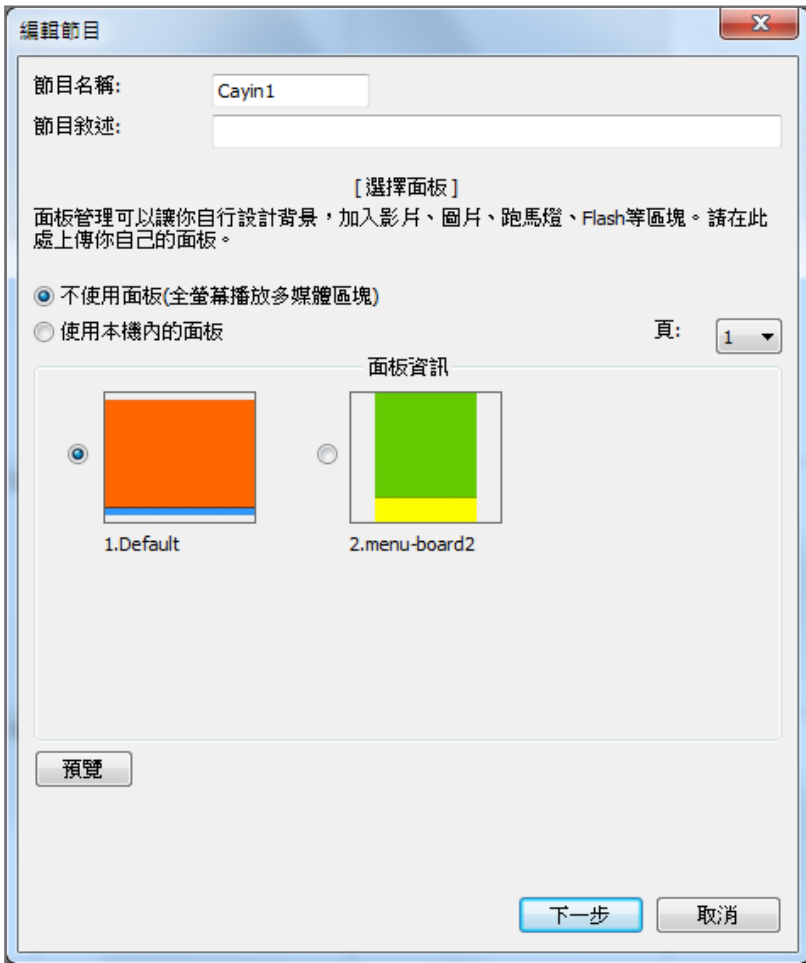 編輯節目
節目名稱: Cayin1
節目敘述:
[選擇面板]
面板管理可以讓你自行設計背景，加入影片、圖片、跑馬燈、Flash等區塊。請在此
處上傳你自己的面板。
不使用面板(全螢幕播放多媒體區塊)
使用本機內的面板 頁: 1
面板資訊
1.Default 2.menu-board2
預覽
下一步 取消